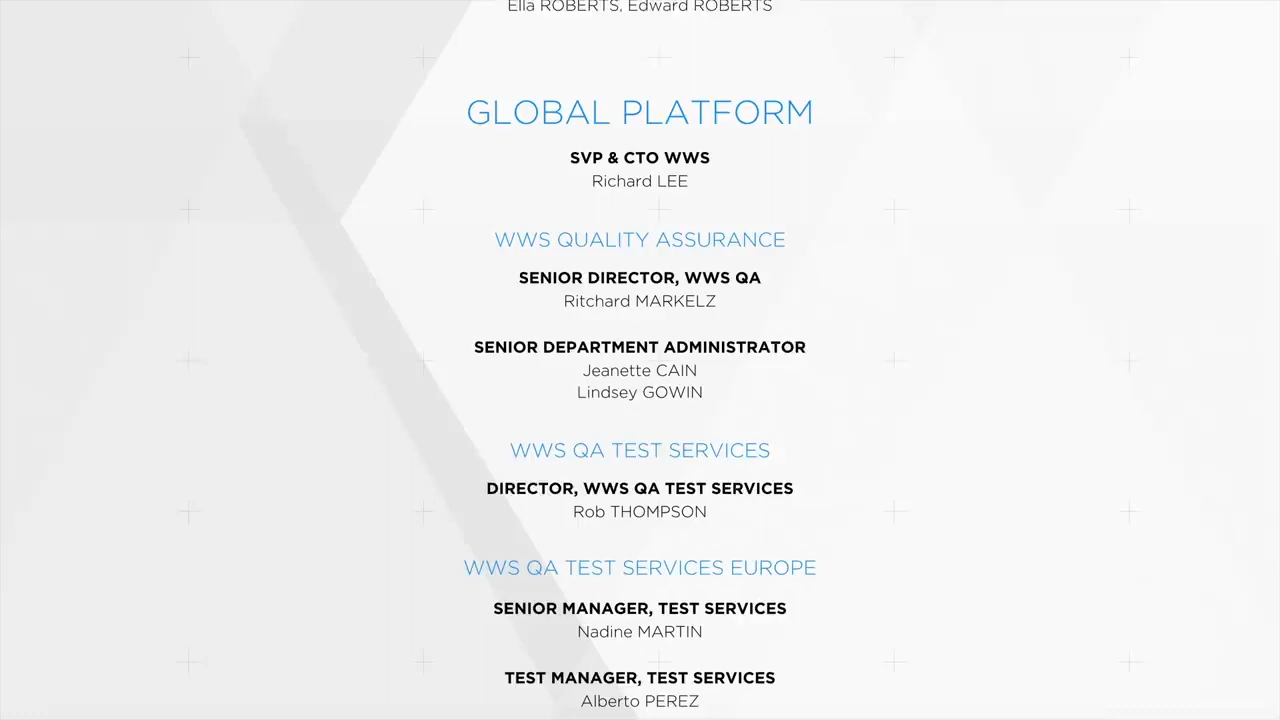 Ella ROBERTS, Edward ROBERTS
GLOBAL PLATFORM
SVP & CTO WWS
Richard LEE
WWS QUALITY ASSURANCE
SENIOR DIRECTOR, WWS QA
Ritchard MARKELZ
SENIOR DEPARTMENT ADMINISTRATOR
Jeanette CAIN
Lindsey GOWIN
WWS QA TEST SERVICES
DIRECTOR, WWS QA TEST SERVICES
Rob THOMPSON
WWS QA TEST SERVICES EUROPE
SENIOR MANAGER, TEST SERVICES
Nadine MARTIN
TEST MANAGER, TEST SERVICES
Alberto PEREZ